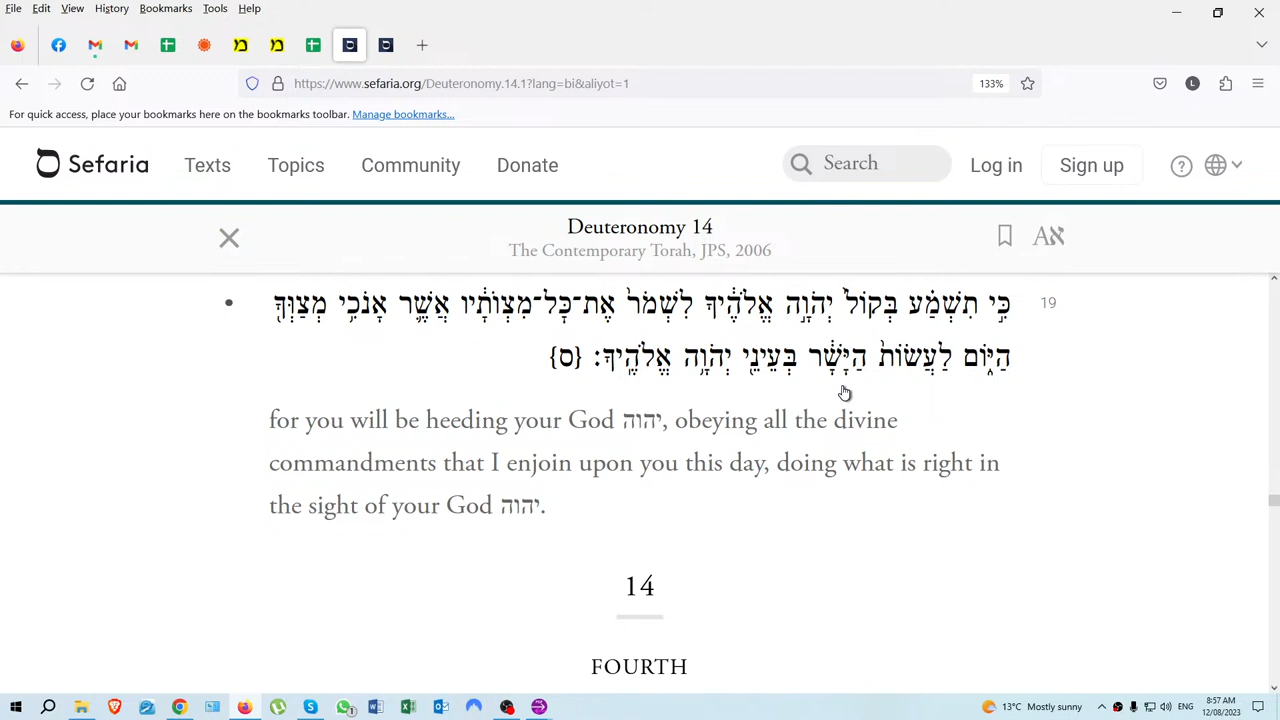 File Edit View History Bookmarks Tools Help
https://www.sefaria.org/Deuteronomy.14.1?lang=bi&aliyot=1
133%
For quick access, place your bookmarks here on the bookmarks toolbar. Manage bookmarks...
Sefaria Texts Topics Community Donate Search Log in Sign up
Deuteronomy 14
The Contemporary Torah, JPS, 2006
19
כִּ֣י תִשְׁמַ֗ע בְּקוֹל֙ יְהֹוָ֣ה אֱלֹהֶ֔יךָ לִשְׁמֹר֙ אֶת־כׇּל־מִצְוֺתָ֔יו אֲשֶׁ֛ר אָנֹכִ֥י מְצַוְּךָ֖
הַיּ֑וֹם לַעֲשׂוֹת֙ הַיָּשָׁ֔ר בְּעֵינֵ֖י יְהֹוָ֥ה אֱלֹהֶֽיךָ׃ {ס}
for you will be heeding your God יהוה, obeying all the divine
commandments that I enjoin upon you this day, doing what is right in
the sight of your God יהוה.
14
FOURTH
13°C Mostly sunny
8:57 AM
12/08/2023